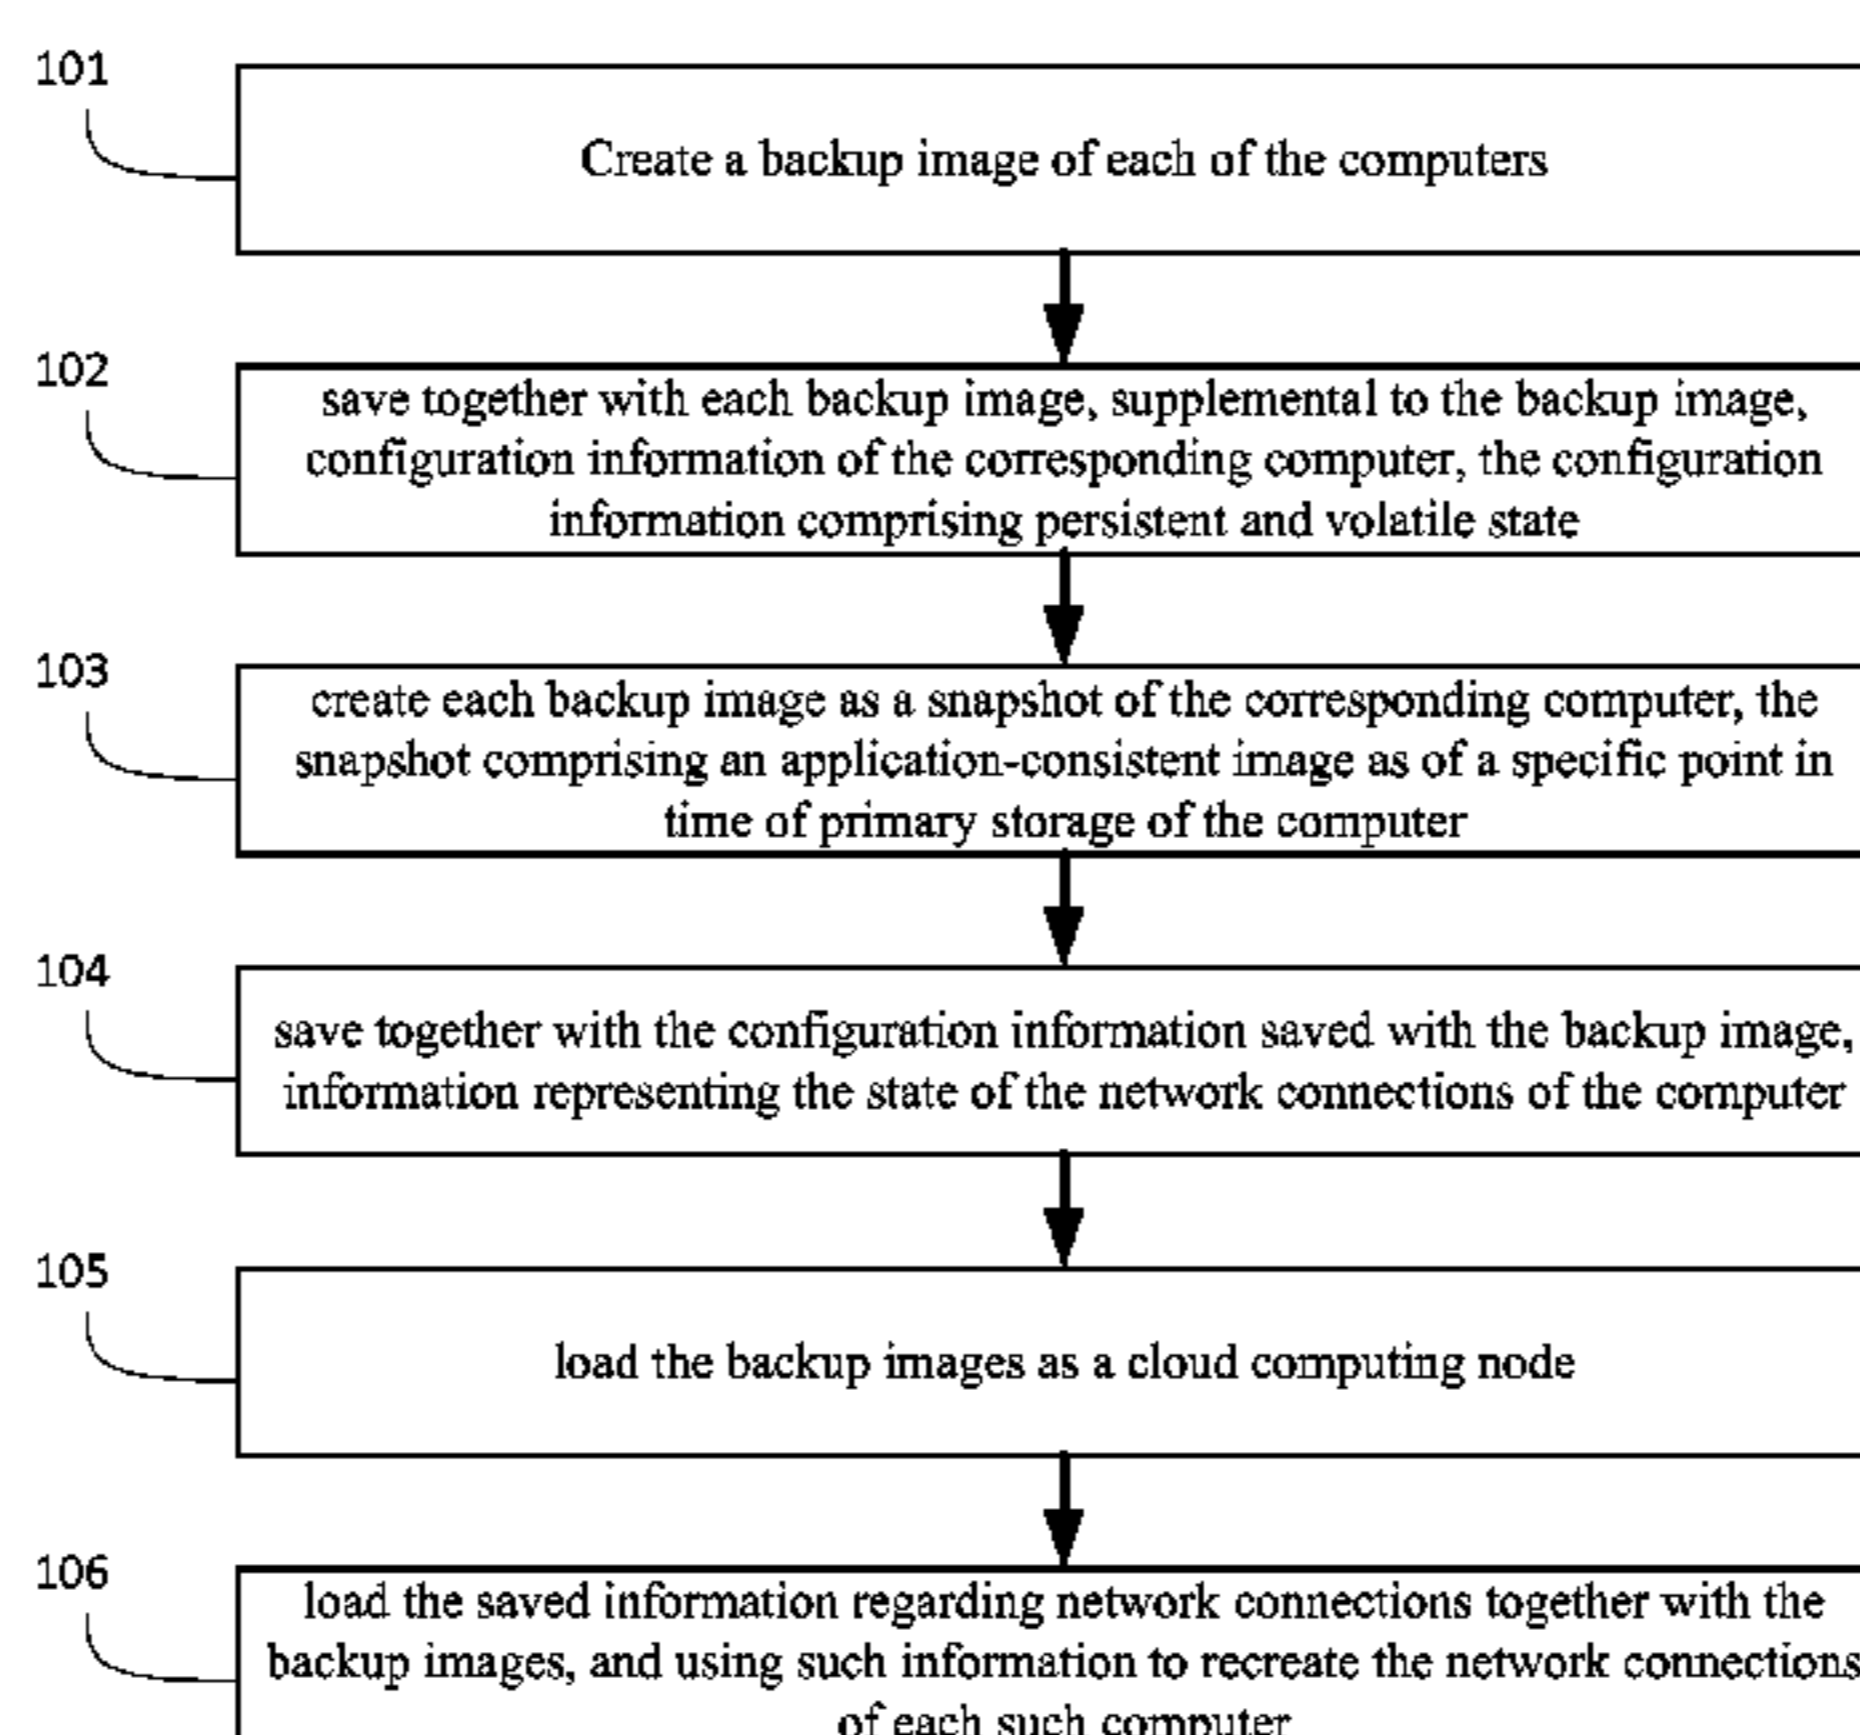 101
Create a backup image of each of the computers
102
save together with each backup image, supplemental to the backup image,
configuration information of the corresponding computer, the configuration
information comprising persistent and volatile state
103
create each backup image as a snapshot of the corresponding computer, the
snapshot comprising an application-consistent image as of a specific point in
time of primary storage of the computer
104
save together with the configuration information saved with the backup image,
information representing the state of the network connections of the computer
105
load the backup images as a cloud computing node
106
load the saved information regarding network connections together with the
backup images, and using such information to recreate the network connections
of each such computer